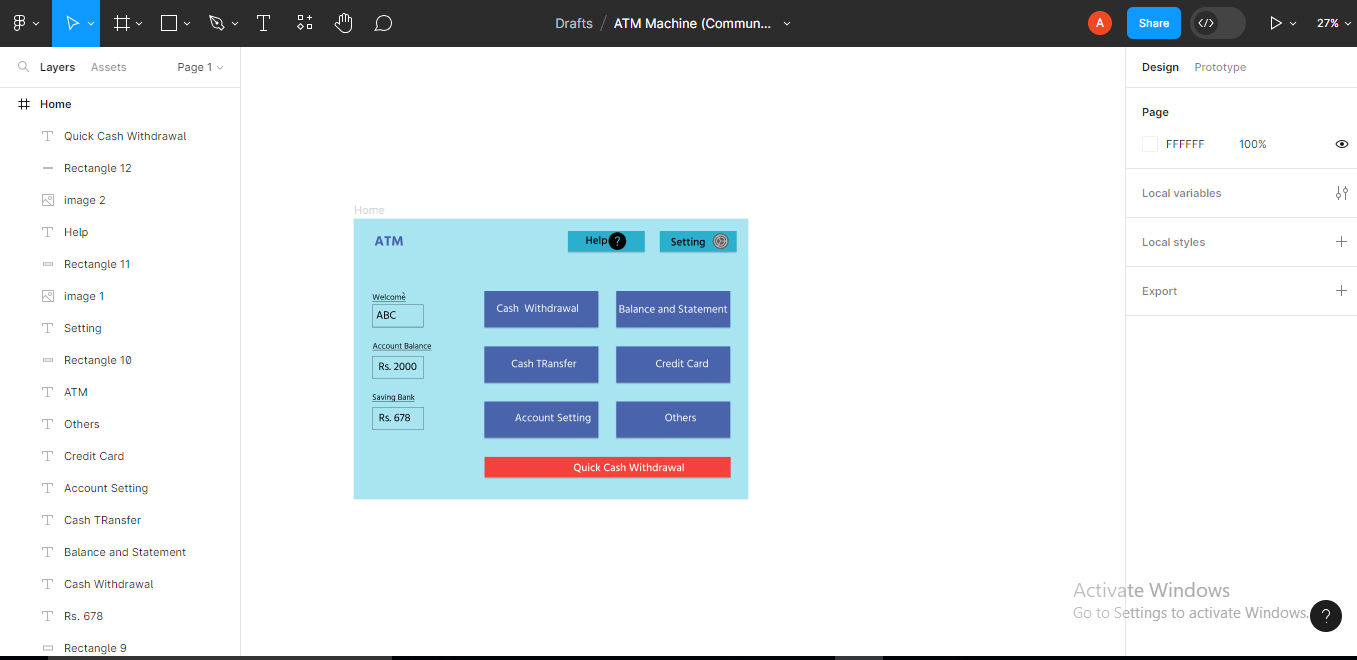 Drafts / ATM Machine (Commun...
A
Share
27%
Layers
Assets
Page 1
Design
Prototype
Home
Quick Cash Withdrawal
Rectangle 12
image 2
Help
Rectangle 11
image 1
Setting
Rectangle 10
ATM
Others
Credit Card
Account Setting
Cash TRansfer
Balance and Statement
Cash Withdrawal
Rs. 678
Rectangle 9
Home
ATM
Help ?
Setting
Welcome
ABC
Account Balance
Rs. 2000
Saving Bank
Rs. 678
Cash Withdrawal
Balance and Statement
Cash TRansfer
Credit Card
Account Setting
Others
Quick Cash Withdrawal
Page
FFFFFF 100%
Local variables
Local styles
Export
Activate Windows
Go to Settings to activate Windows.
?